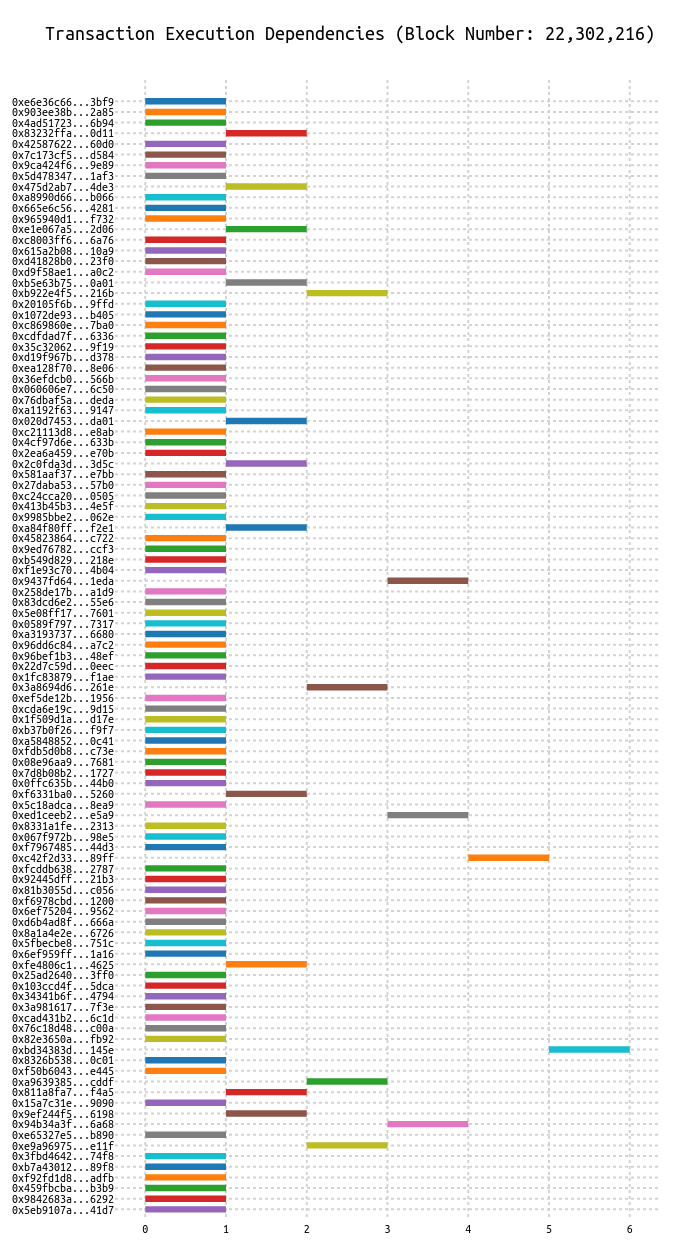 Transaction Execution Dependencies (Block Number: 22,302,216)
0xe6e36c66...3bf9
0x903ee38b...2a85
0x4ad51723...6b94
0x83232ffa...0d11
0x42587622...60d0
0x7c173cf5...d584
0x9ca424f6...9e89
0x5d478347...1af3
0x475d2ab7...4de3
0xa8990d66...b066
0x665e6c56...4281
0x965940d1...f732
0xe1e067a5...2d06
0xc8003ff6...6a76
0x615a2b08...10a9
0xd41828b0...23f0
0xd9f58ae1...a0c2
0xb5e63b75...0a01
0xb922e4f5...216b
0x20105f6b...9ffd
0x1072de93...b405
0xc869860e...7ba0
0xcdfdad7f...6336
0x35c32062...9f19
0xd19f967b...d378
0xea128f70...8e06
0x36efdcb0...566b
0x060606e7...6c50
0x76dbaf5a...deda
0xa1192f63...9147
0x020d7453...da01
0xc21113d8...e8ab
0x4cf97d6e...633b
0x2ea6a459...e70b
0x2c0fda3d...3d5c
0x581aaf37...e7bb
0x27daba53...57b0
0xc24cca20...0505
0x413b45b3...4e5f
0x9985bbe2...062e
0xa84f80ff...f2e1
0x45823864...c722
0x9ed76782...ccf3
0xb549d829...218e
0xf1e93c70...4b04
0x9437fd64...1eda
0x258de17b...a1d9
0x83dcd6e2...55e6
0x5e08ff17...7601
0x0589f797...7317
0xa3193737...6680
0x96dd6c84...a7c2
0x96bef1b3...48ef
0x22d7c59d...0eec
0x1fc83879...f1ae
0x3a8694d6...261e
0xef5de12b...1956
0xcda6e19c...9d15
0x1f509d1a...d17e
0xb37b0f26...f9f7
0xa5848852...0c41
0xfdb5d0b8...c73e
0x08e96aa9...7681
0x7d8b08b2...1727
0x0ffc635b...44b0
0xf6331ba0...5260
0x5c18adca...8ea9
0xed1ceeb2...e5a9
0x8331a1fe...2313
0x067f972b...98e5
0xf7967485...44d3
0xc42f2d33...89ff
0xfcddb638...2787
0x92445dff...21b3
0x81b3055d...c056
0xf6978cbd...1200
0x6ef75204...9562
0xd6b4ad8f...666a
0x8a1a4e2e...6726
0x5fbecbe8...751c
0x6ef959ff...1a16
0xfe4806c1...4625
0x25ad2640...3ff0
0x103ccd4f...5dca
0x34341b6f...4794
0x3a981617...7f3e
0xcad431b2...6c1d
0x76c18d48...c00a
0x82e3650a...fb92
0xbd34383d...145e
0x8326b538...0c01
0xf50b6043...e445
0xa9639385...cddf
0x811a8fa7...f4a5
0x15a7c31e...9090
0x9ef244f5...6198
0x94b34a3f...6a68
0xe65327e5...b890
0xe9a96975...e11f
0x3fbd4642...74f8
0xb7a43012...89f8
0xf92fd1d8...adfb
0x459fbcba...b3b9
0x9842683a...6292
0x5eb9107a...41d7
0 1 2 3 4 5 6